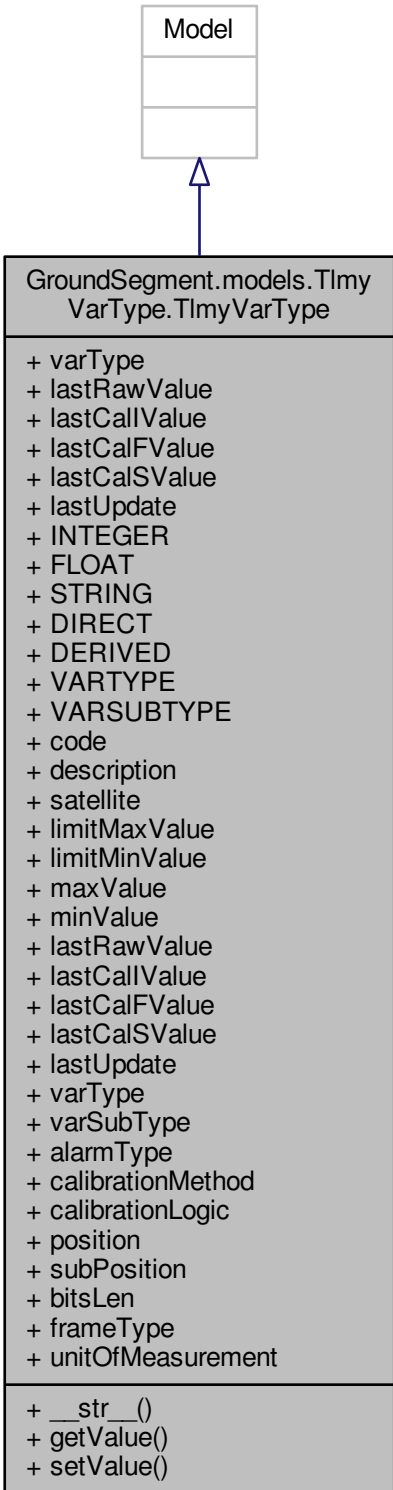 Model
GroundSegment.models.Tlmy
VarType.TlmyVarType
+ varType
+ lastRawValue
+ lastCalIValue
+ lastCalFValue
+ lastCalSValue
+ lastUpdate
+ INTEGER
+ FLOAT
+ STRING
+ DIRECT
+ DERIVED
+ VARTYPE
+ VARSUBTYPE
+ code
+ description
+ satellite
+ limitMaxValue
+ limitMinValue
+ maxValue
+ minValue
+ lastRawValue
+ lastCalIValue
+ lastCalFValue
+ lastCalSValue
+ lastUpdate
+ varType
+ varSubType
+ alarmType
+ calibrationMethod
+ calibrationLogic
+ position
+ subPosition
+ bitsLen
+ frameType
+ unitOfMeasurement
+ __str__()
+ getValue()
+ setValue()